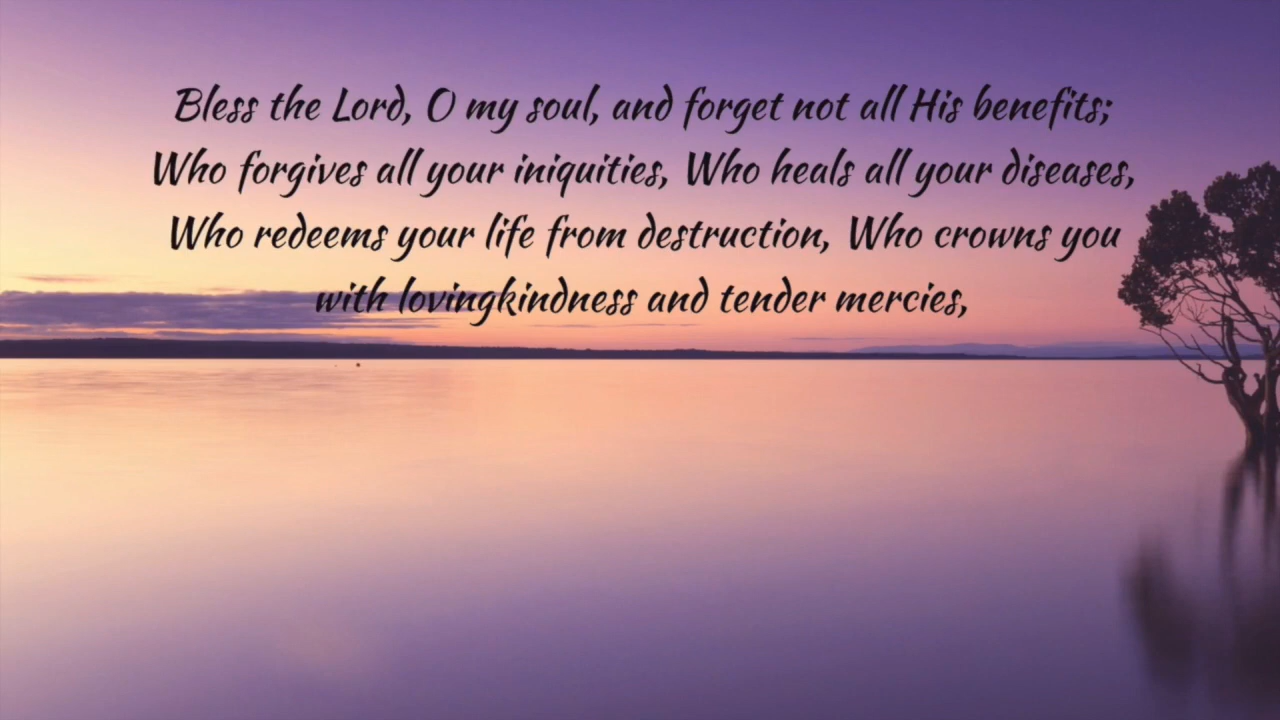 Bless the Lord, O my soul, and forget not all His benefits;
Who forgives all your iniquities, Who heals all your diseases,
Who redeems your life from destruction, Who crowns you
with lovingkindness and tender mercies,